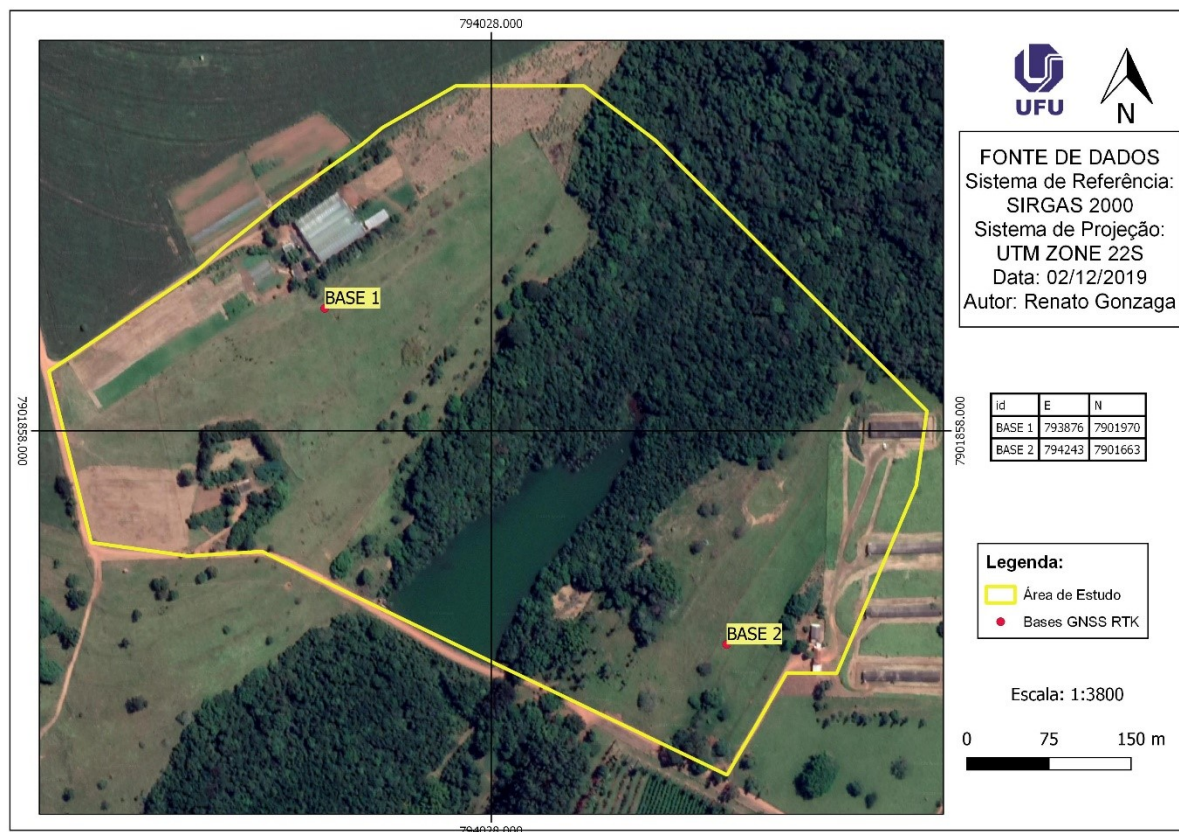 794028.000
UFU
N
FONTE DE DADOS
Sistema de Referência:
SIRGAS 2000
Sistema de Projeção:
UTM ZONE 22S
Data: 02/12/2019
Autor: Renato Gonzaga
BASE 1
7901858.000
7901858.000
id E N
BASE 1 793876 7901970
BASE 2 794243 7901663
BASE 2
Legenda:
Área de Estudo
Bases GNSS RTK
Escala: 1:3800
0 75 150 m
794028.000